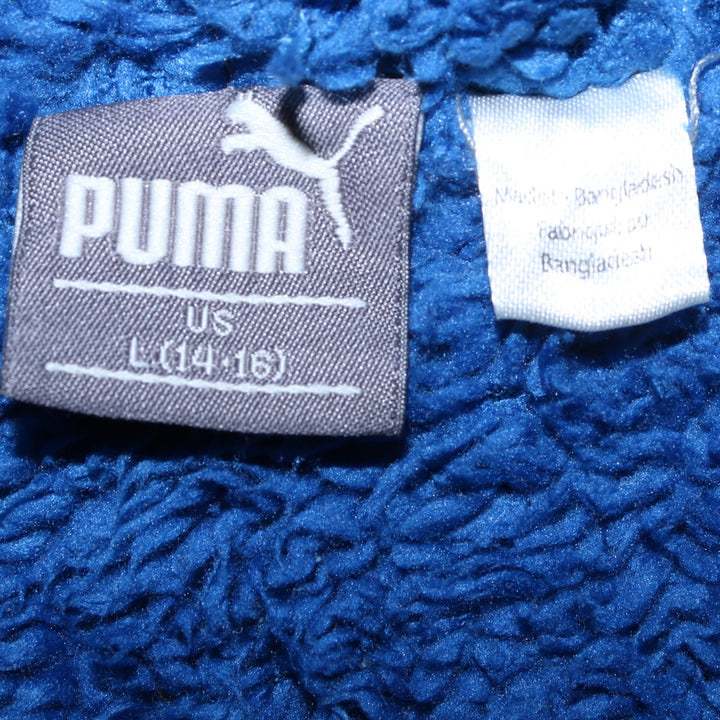 PUMA
US
L (14-16)
Made in Bangladesh
Fabriqué au
Bangladesh